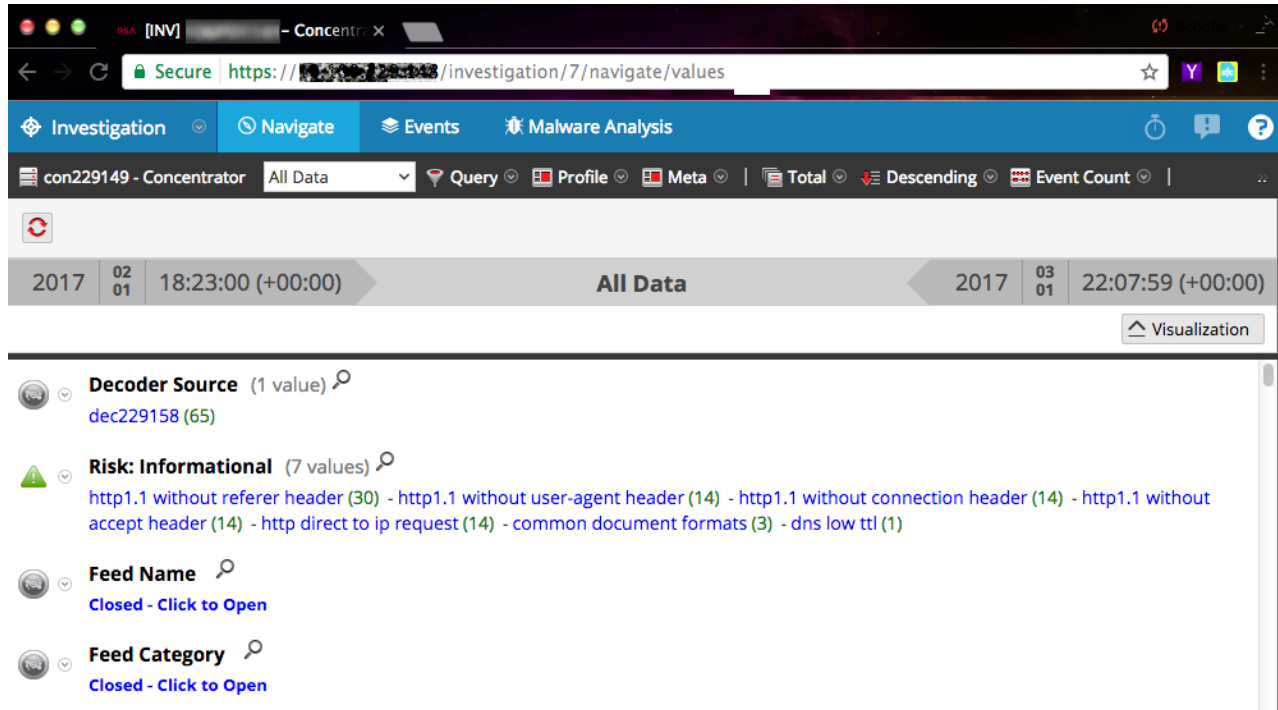 RSA [INV] – Concentra
Secure https:// /investigation/7/navigate/values
Investigation Navigate Events Malware Analysis
con229149 - Concentrator All Data Query Profile Meta | Total Descending Event Count |
2017 02 01 18:23:00 (+00:00) All Data 2017 03 01 22:07:59 (+00:00)
Visualization
Decoder Source (1 value)
dec229158 (65)
Risk: Informational (7 values)
http1.1 without referer header (30) - http1.1 without user-agent header (14) - http1.1 without connection header (14) - http1.1 without
accept header (14) - http direct to ip request (14) - common document formats (3) - dns low ttl (1)
Feed Name
Closed - Click to Open
Feed Category
Closed - Click to Open